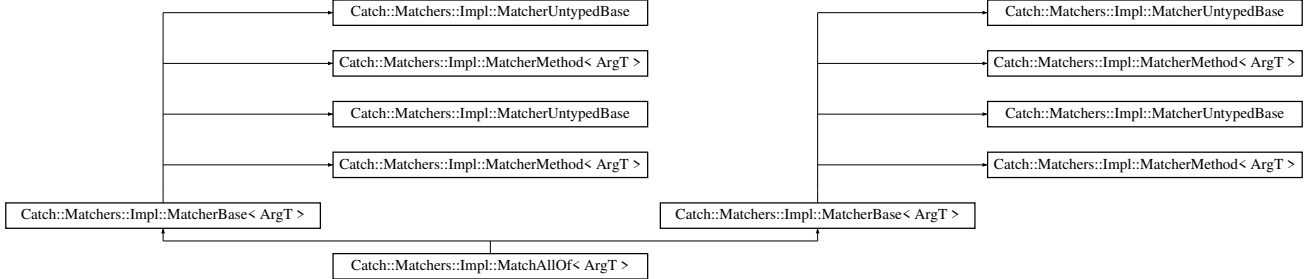 Catch::Matchers::Impl::MatcherUntypedBase
Catch::Matchers::Impl::MatcherUntypedBase
Catch::Matchers::Impl::MatcherMethod< ArgT >
Catch::Matchers::Impl::MatcherMethod< ArgT >
Catch::Matchers::Impl::MatcherUntypedBase
Catch::Matchers::Impl::MatcherUntypedBase
Catch::Matchers::Impl::MatcherMethod< ArgT >
Catch::Matchers::Impl::MatcherMethod< ArgT >
Catch::Matchers::Impl::MatcherBase< ArgT >
Catch::Matchers::Impl::MatcherBase< ArgT >
Catch::Matchers::Impl::MatchAllOf< ArgT >